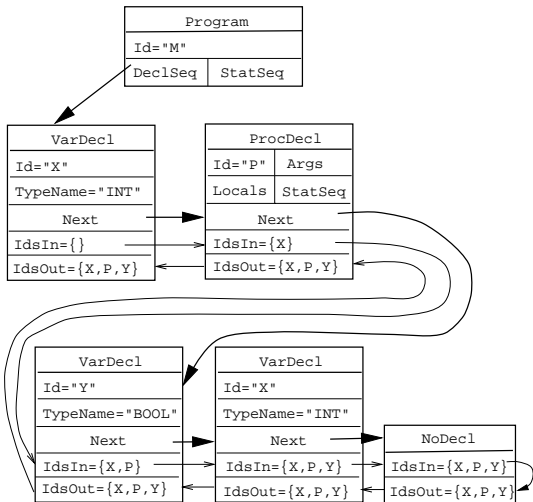 Program
Id="M"
DeclSeq StatSeq
VarDecl
Id="X"
TypeName="INT"
Next
IdsIn={}
IdsOut={X,P,Y}
ProcDecl
Id="P" Args
Locals StatSeq
Next
IdsIn={X}
IdsOut={X,P,Y}
VarDecl
Id="Y"
TypeName="BOOL"
Next
IdsIn={X,P}
IdsOut={X,P,Y}
VarDecl
Id="X"
TypeName="INT"
Next
IdsIn={X,P,Y}
IdsOut={X,P,Y}
NoDecl
IdsIn={X,P,Y}
IdsOut={X,P,Y}